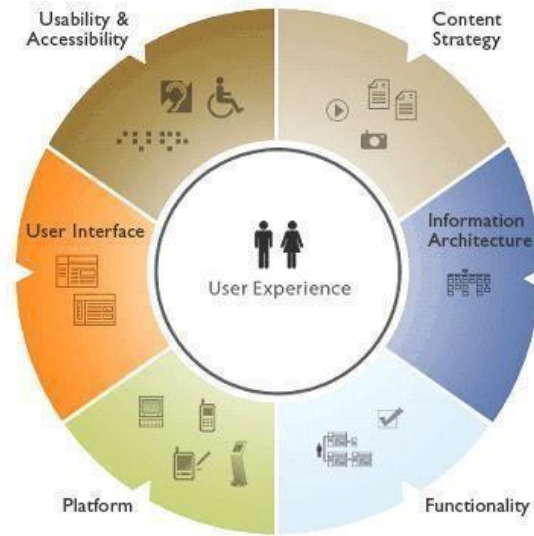 Usability &
Accessibility
Content
Strategy
User Interface
Information
Architecture
User Experience
Platform
Functionality